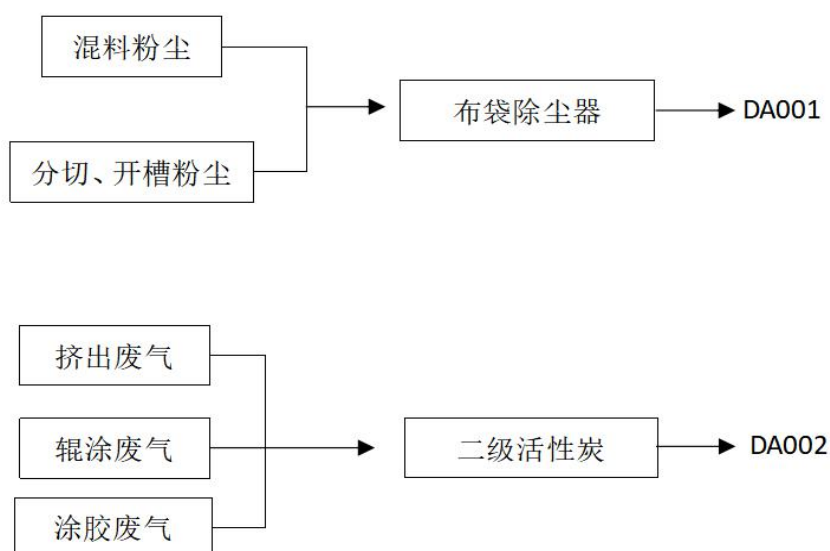 混料粉尘
布袋除尘器
DA001
分切、开槽粉尘
挤出废气
辊涂废气
二级活性炭
DA002
涂胶废气